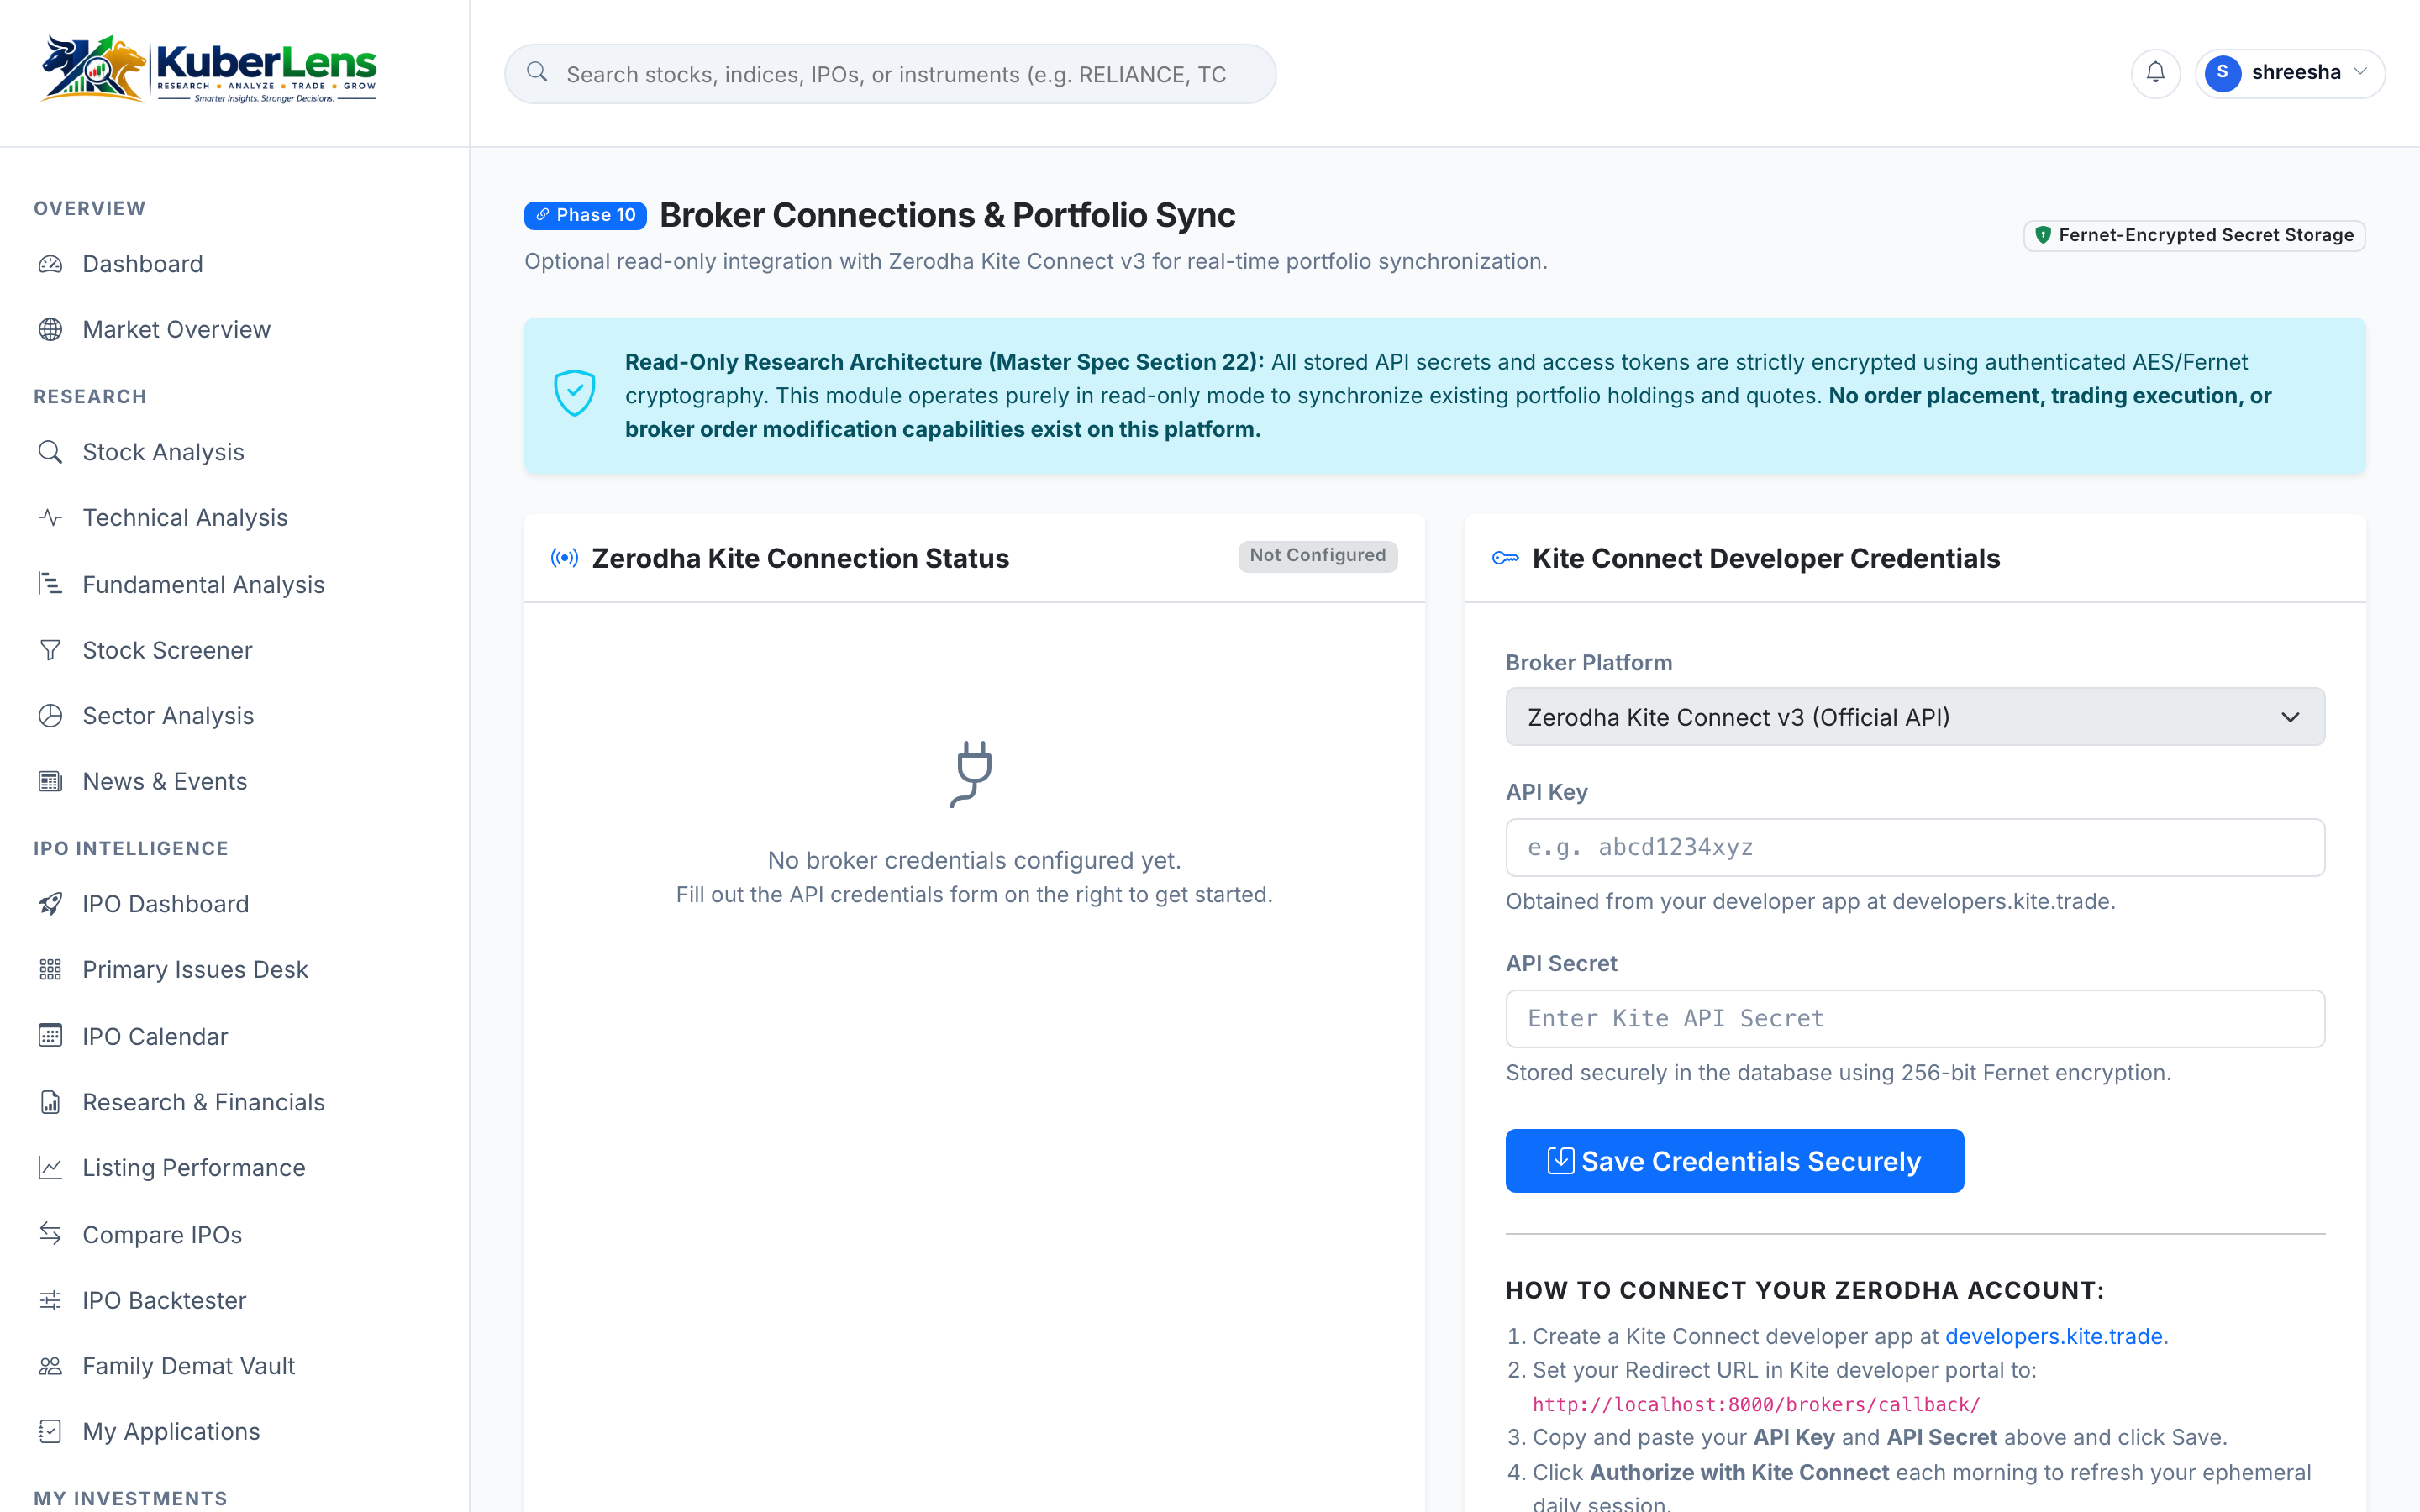 KuberLens
RESEARCH • ANALYZE • TRADE • GROW
Smarter Insights. Stronger Decisions.
Search stocks, indices, IPOs, or instruments (e.g. RELIANCE, TC
S
shreesha
OVERVIEW
Dashboard
Market Overview
RESEARCH
Stock Analysis
Technical Analysis
Fundamental Analysis
Stock Screener
Sector Analysis
News & Events
IPO INTELLIGENCE
IPO Dashboard
Primary Issues Desk
IPO Calendar
Research & Financials
Listing Performance
Compare IPOs
IPO Backtester
Family Demat Vault
My Applications
MY INVESTMENTS
Phase 10
Broker Connections & Portfolio Sync
Optional read-only integration with Zerodha Kite Connect v3 for real-time portfolio synchronization.
Fernet-Encrypted Secret Storage
Read-Only Research Architecture (Master Spec Section 22): All stored API secrets and access tokens are strictly encrypted using authenticated AES/Fernet
cryptography. This module operates purely in read-only mode to synchronize existing portfolio holdings and quotes. No order placement, trading execution, or
broker order modification capabilities exist on this platform.
Zerodha Kite Connection Status
Not Configured
No broker credentials configured yet.
Fill out the API credentials form on the right to get started.
Kite Connect Developer Credentials
Broker Platform
Zerodha Kite Connect v3 (Official API)
API Key
e.g. abcd1234xyz
Obtained from your developer app at developers.kite.trade.
API Secret
Enter Kite API Secret
Stored securely in the database using 256-bit Fernet encryption.
Save Credentials Securely
HOW TO CONNECT YOUR ZERODHA ACCOUNT:
1. Create a Kite Connect developer app at developers.kite.trade.
2. Set your Redirect URL in Kite developer portal to:
http://localhost:8000/brokers/callback/
3. Copy and paste your API Key and API Secret above and click Save.
4. Click Authorize with Kite Connect each morning to refresh your ephemeral
daily session.